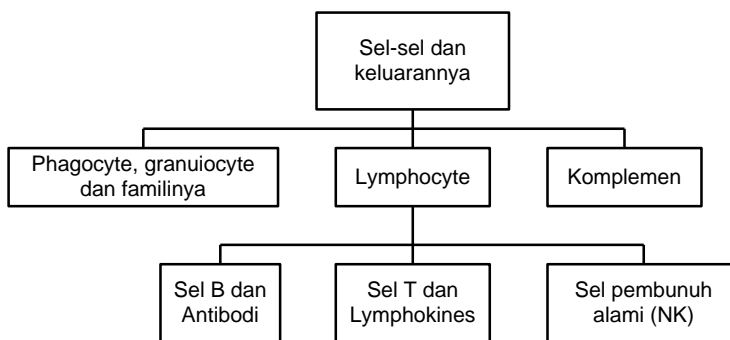 Sel-sel dan
keluarannya
Phagocyte, granuiocyte
dan familinya
Lymphocyte
Komplemen
Sel B dan
Antibodi
Sel T dan
Lymphokines
Sel pembunuh
alami (NK)